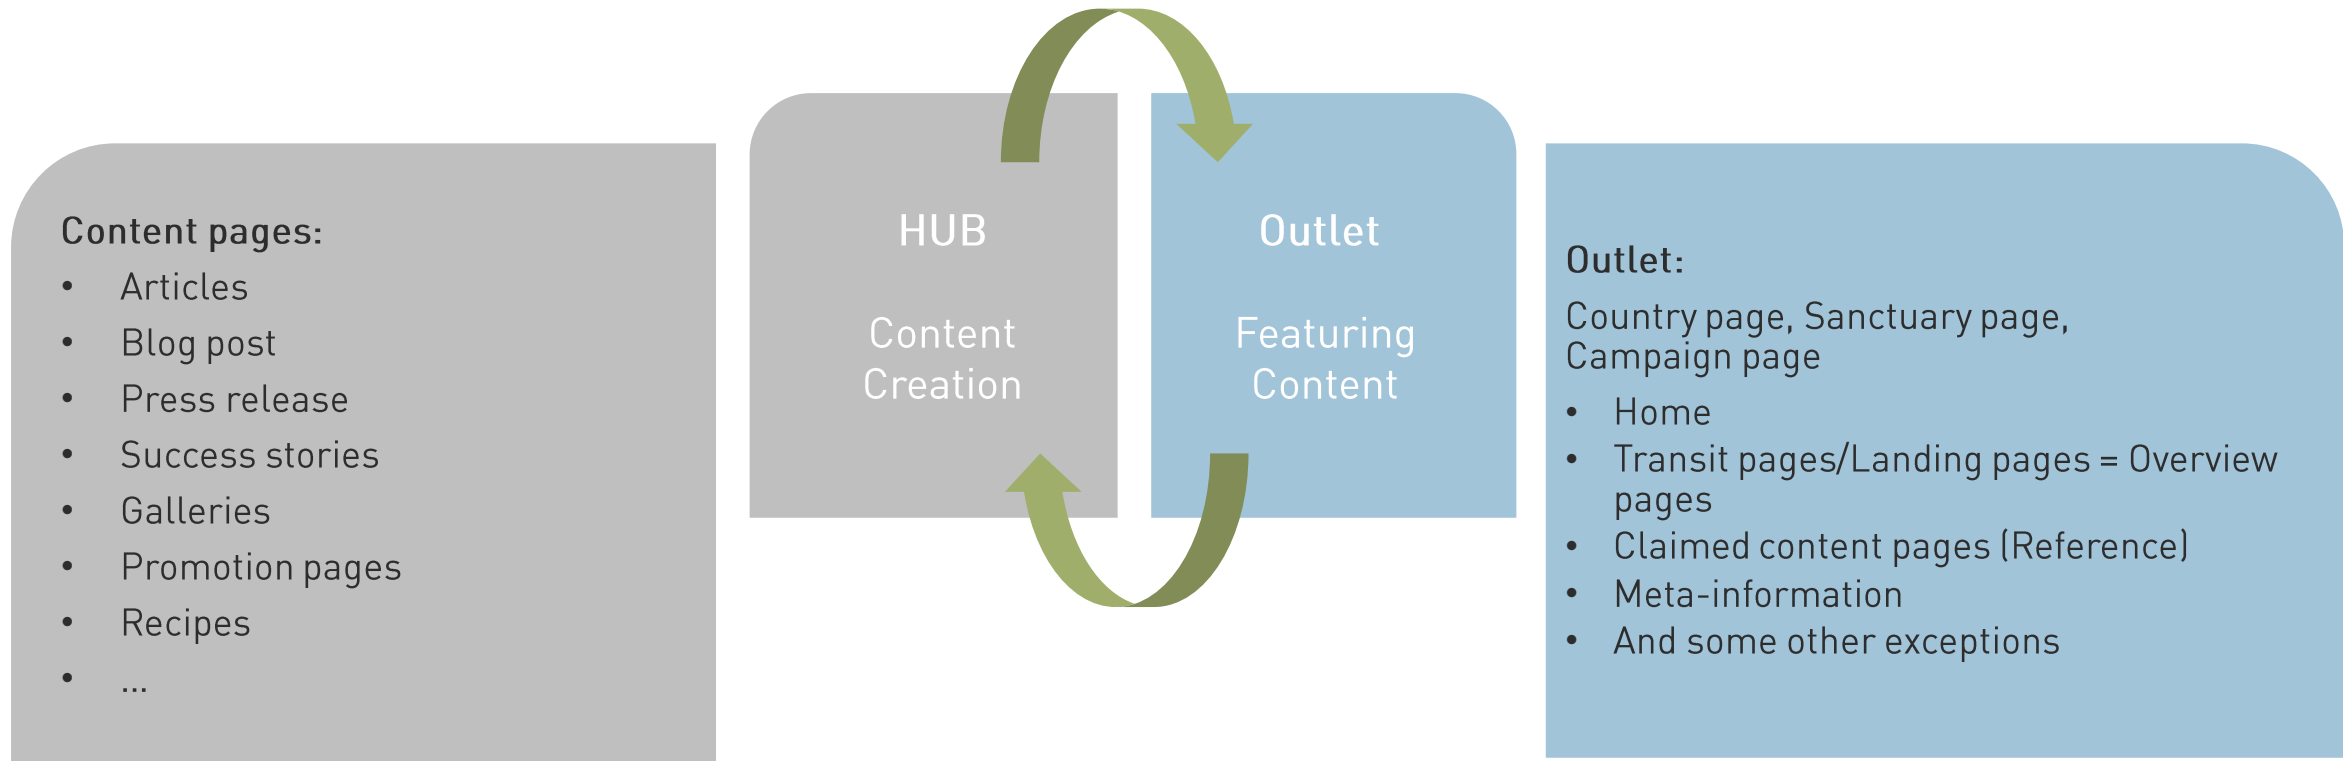 Content pages:
• Articles
• Blog post
• Press release
• Success stories
• Galleries
• Promotion pages
• Recipes
• ...
HUB
Content
Creation
Outlet
Featuring
Content
Outlet:
Country page, Sanctuary page,
Campaign page
• Home
• Transit pages/Landing pages = Overview
pages
• Claimed content pages (Reference)
• Meta-information
• And some other exceptions